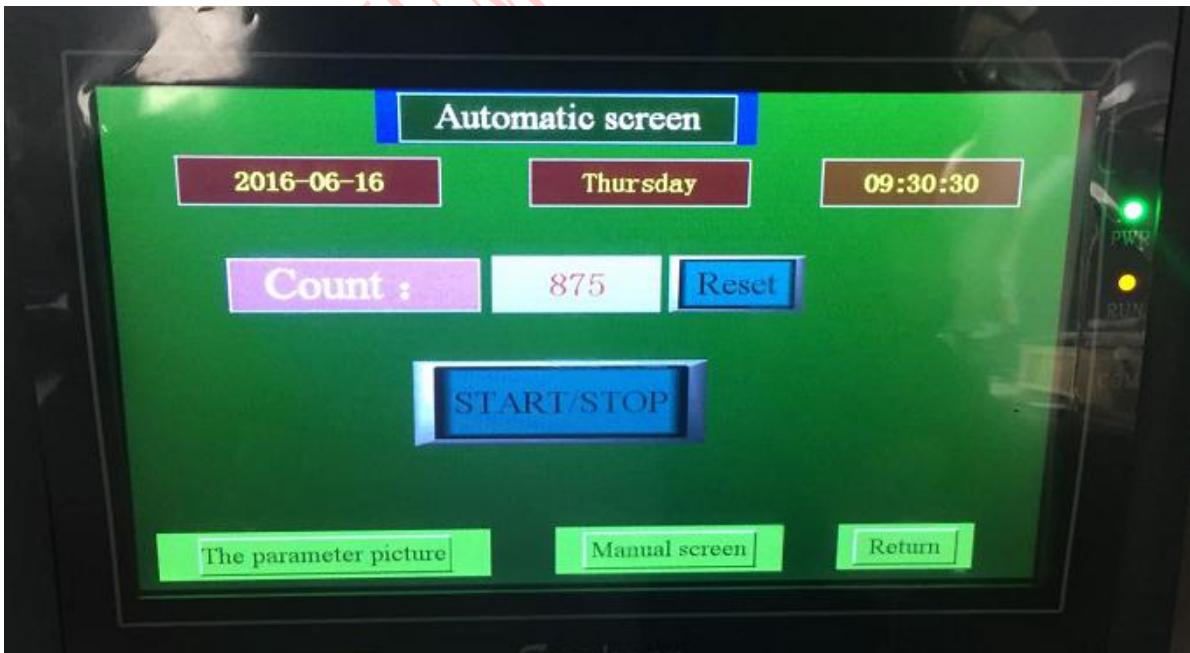 Automatic screen
2016-06-16 Thursday 09:30:30
PWR
Count : 875 Reset
RUN
COM
START/STOP
The parameter picture Manual screen Return